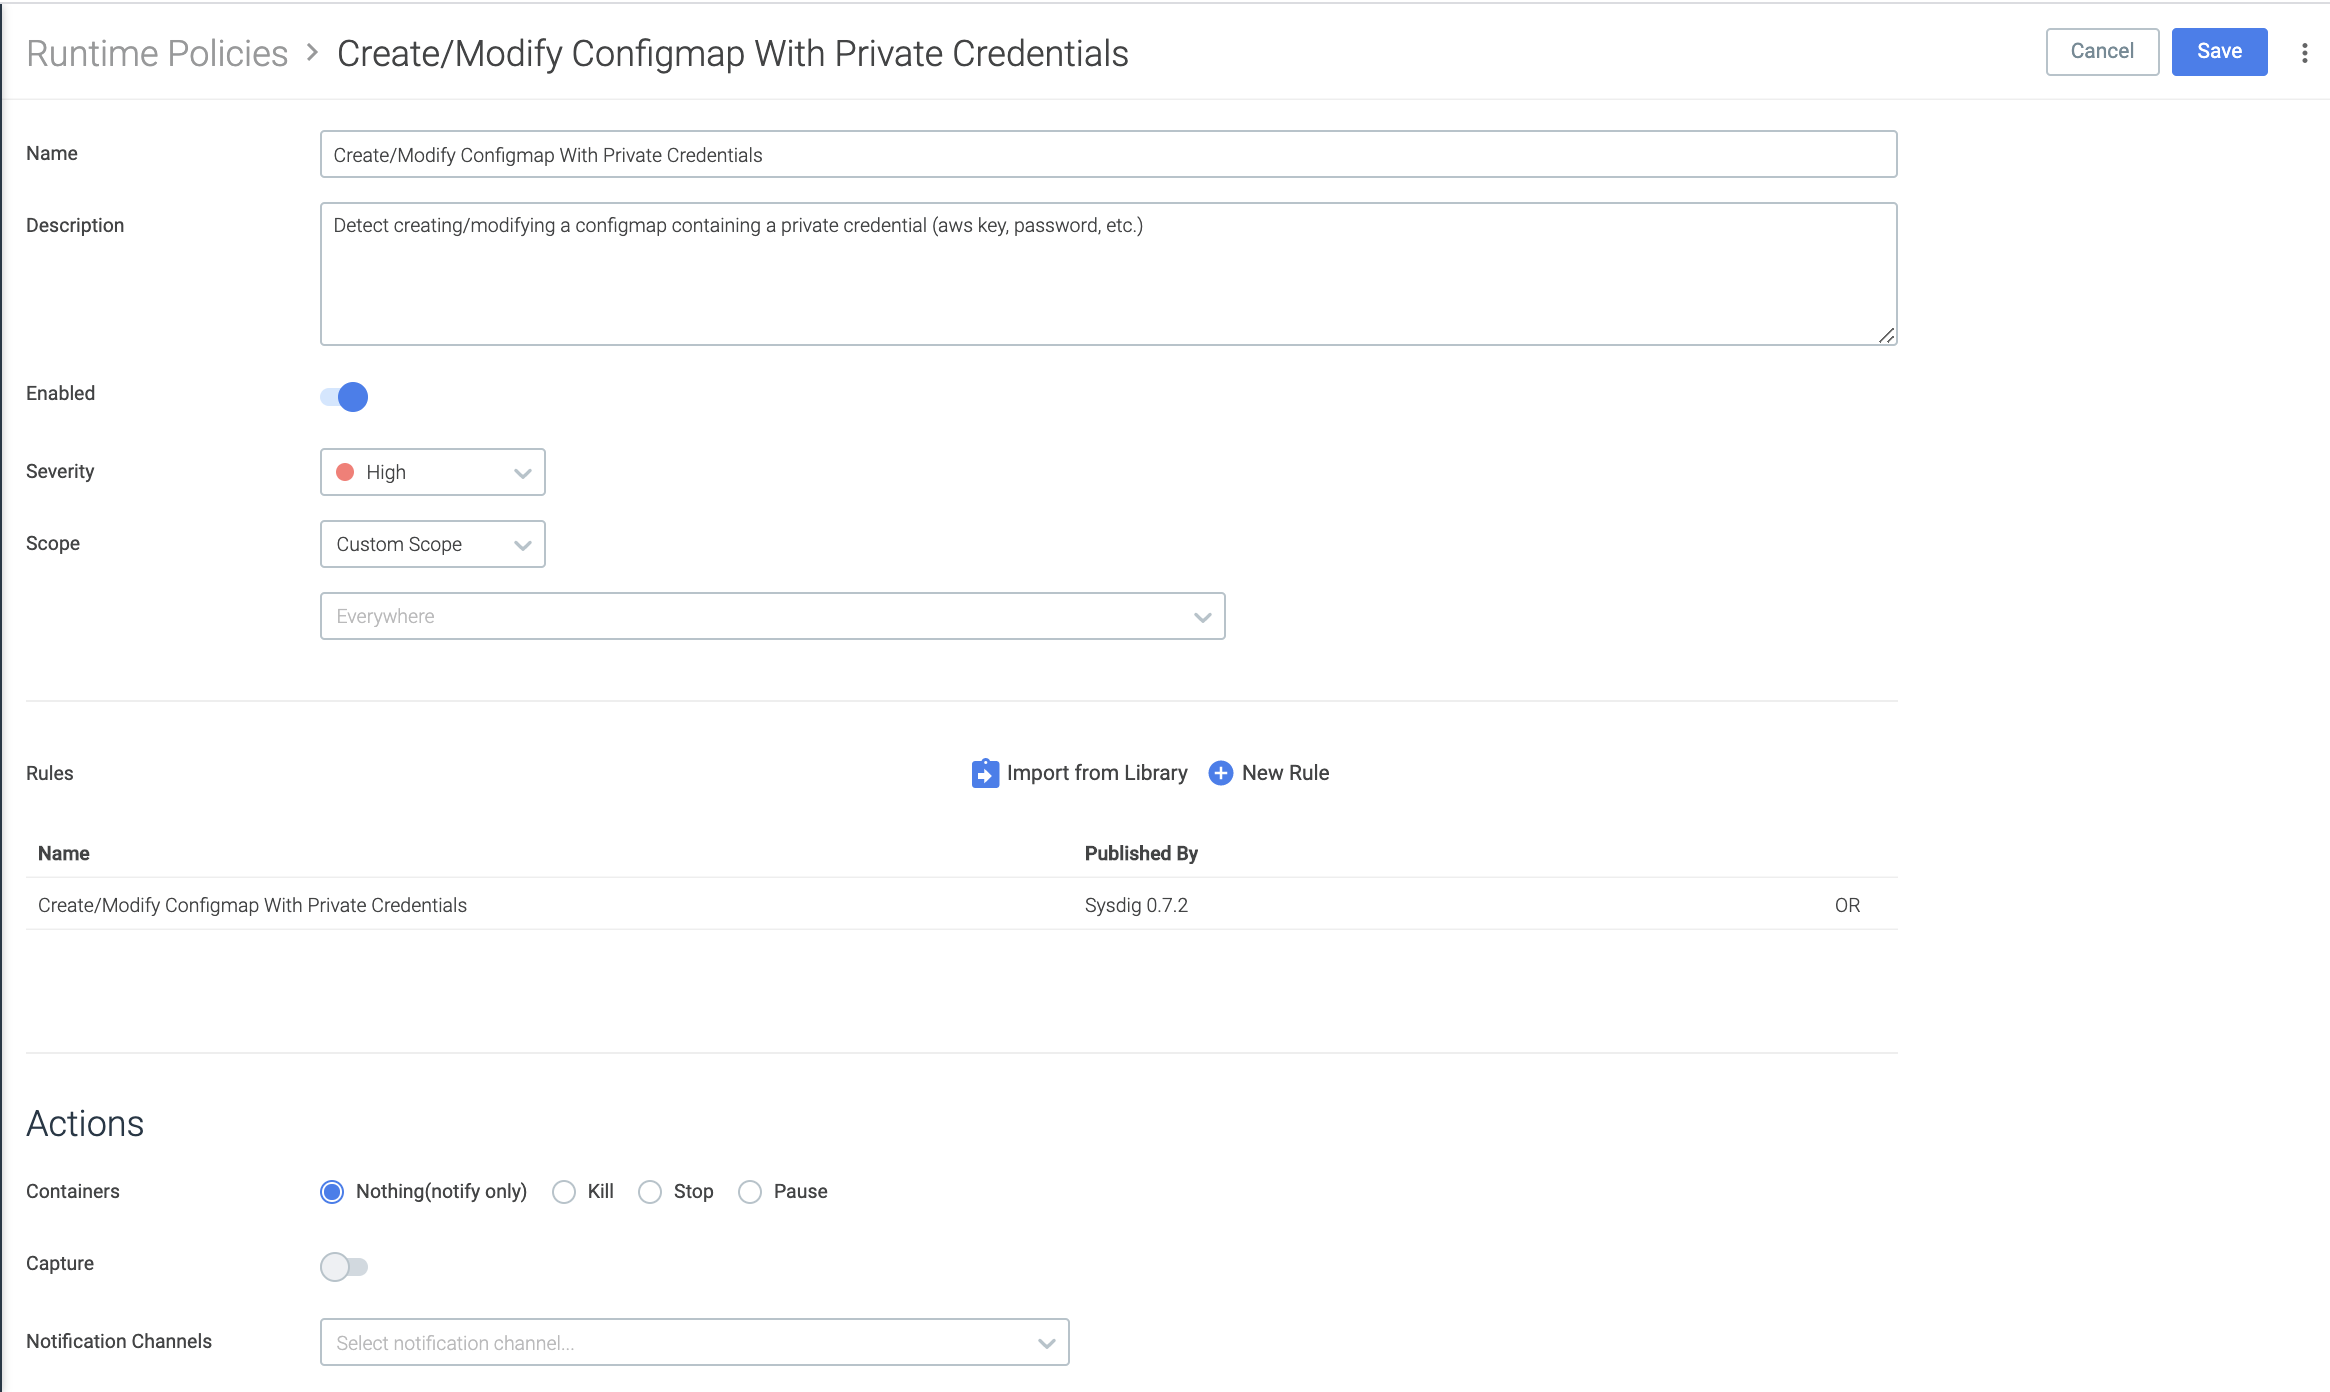 Runtime Policies > Create/Modify Configmap With Private Credentials
Cancel
Save
Name
Create/Modify Configmap With Private Credentials
Description
Detect creating/modifying a configmap containing a private credential (aws key, password, etc.)
Enabled
Severity
High
Scope
Custom Scope
Everywhere
Rules
Import from Library
New Rule
Name Published By
Create/Modify Configmap With Private Credentials Sysdig 0.7.2 OR
Actions
Containers
Nothing(notify only) Kill Stop Pause
Capture
Notification Channels
Select notification channel...